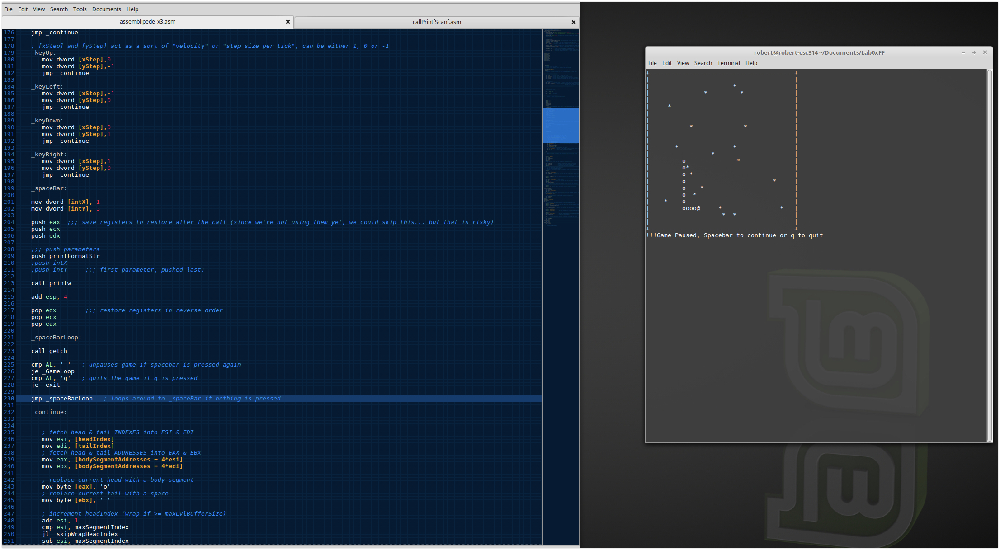 File Edit View Search Tools Documents Help
assemblipede_x3.asm
callPrintfScanf.asm
176 jmp _continue
177
178 ; [xStep] and [yStep] act as a sort of "velocity" or "step size per tick", can be either 1, 0 or -1
179 _keyUp:
180 mov dword [xStep],0
181 mov dword [yStep],-1
182 jmp _continue
183
184 _keyLeft:
185 mov dword [xStep],-1
186 mov dword [yStep],0
187 jmp _continue
188
189 _keyDown:
190 mov dword [xStep],0
191 mov dword [yStep],1
192 jmp _continue
193
194 _keyRight:
195 mov dword [xStep],1
196 mov dword [yStep],0
197 jmp _continue
198
199 _spaceBar:
200
201 mov dword [intX], 1
202 mov dword [intY], 3
203
204 push eax ;;; save registers to restore after the call (since we're not using them yet, we could skip this... but that is risky)
205 push ecx
206 push edx
207
208 ;;; push parameters
209 push printFormatStr
210 ;push intX
211 ;push intY ;;; first parameter, pushed last)
212
213 call printw
214
215 add esp, 4
216
217 pop edx ;;; restore registers in reverse order
218 pop ecx
219 pop eax
220
221 _spaceBarLoop:
222
223 call getch
224
225 cmp AL, ' ' ; unpauses game if spacebar is pressed again
226 je _GameLoop
227 cmp AL, 'q' ; quits the game if q is pressed
228 je _exit
229
230 jmp _spaceBarLoop ; loops around to _spaceBar if nothing is pressed
231
232 _continue:
233
234
235 ; fetch head & tail INDEXES into ESI & EDI
236 mov esi, [headIndex]
237 mov edi, [tailIndex]
238 ; fetch head & tail ADDRESSES into EAX & EBX
239 mov eax, [bodySegmentAddresses + 4*esi]
240 mov ebx, [bodySegmentAddresses + 4*edi]
241
242 ; replace current head with a body segment
243 mov byte [eax], 'o'
244 ; replace current tail with a space
245 mov byte [ebx], ' '
246
247 ; increment headIndex (wrap if >= maxLvlBufferSize)
248 add esi, 1
249 cmp esi, maxSegmentIndex
250 jl _skipWrapHeadIndex
251 sub esi, maxSegmentIndex
robert@robert-csc314 ~/Documents/Lab0xFF
File Edit View Search Terminal Help
+----------------------------------------+
|                                        |
|                       *                |
|               *         *              |
|                                        |
|     *                                  |
|                                        |
|                                        |
|           *              *             |
|                                        |
|                                        |
|       *               *                |
|                 *                      |
|         o              *               |
|         o*                             |
|         o *                            |
|         o                        *     |
|         o    *                         |
|         o  *                           |
|    *    o                              |
|         oooo@     *                *   |
|                    *  *                |
|                                        |
+----------------------------------------+
!!!Game Paused, Spacebar to continue or q to quit